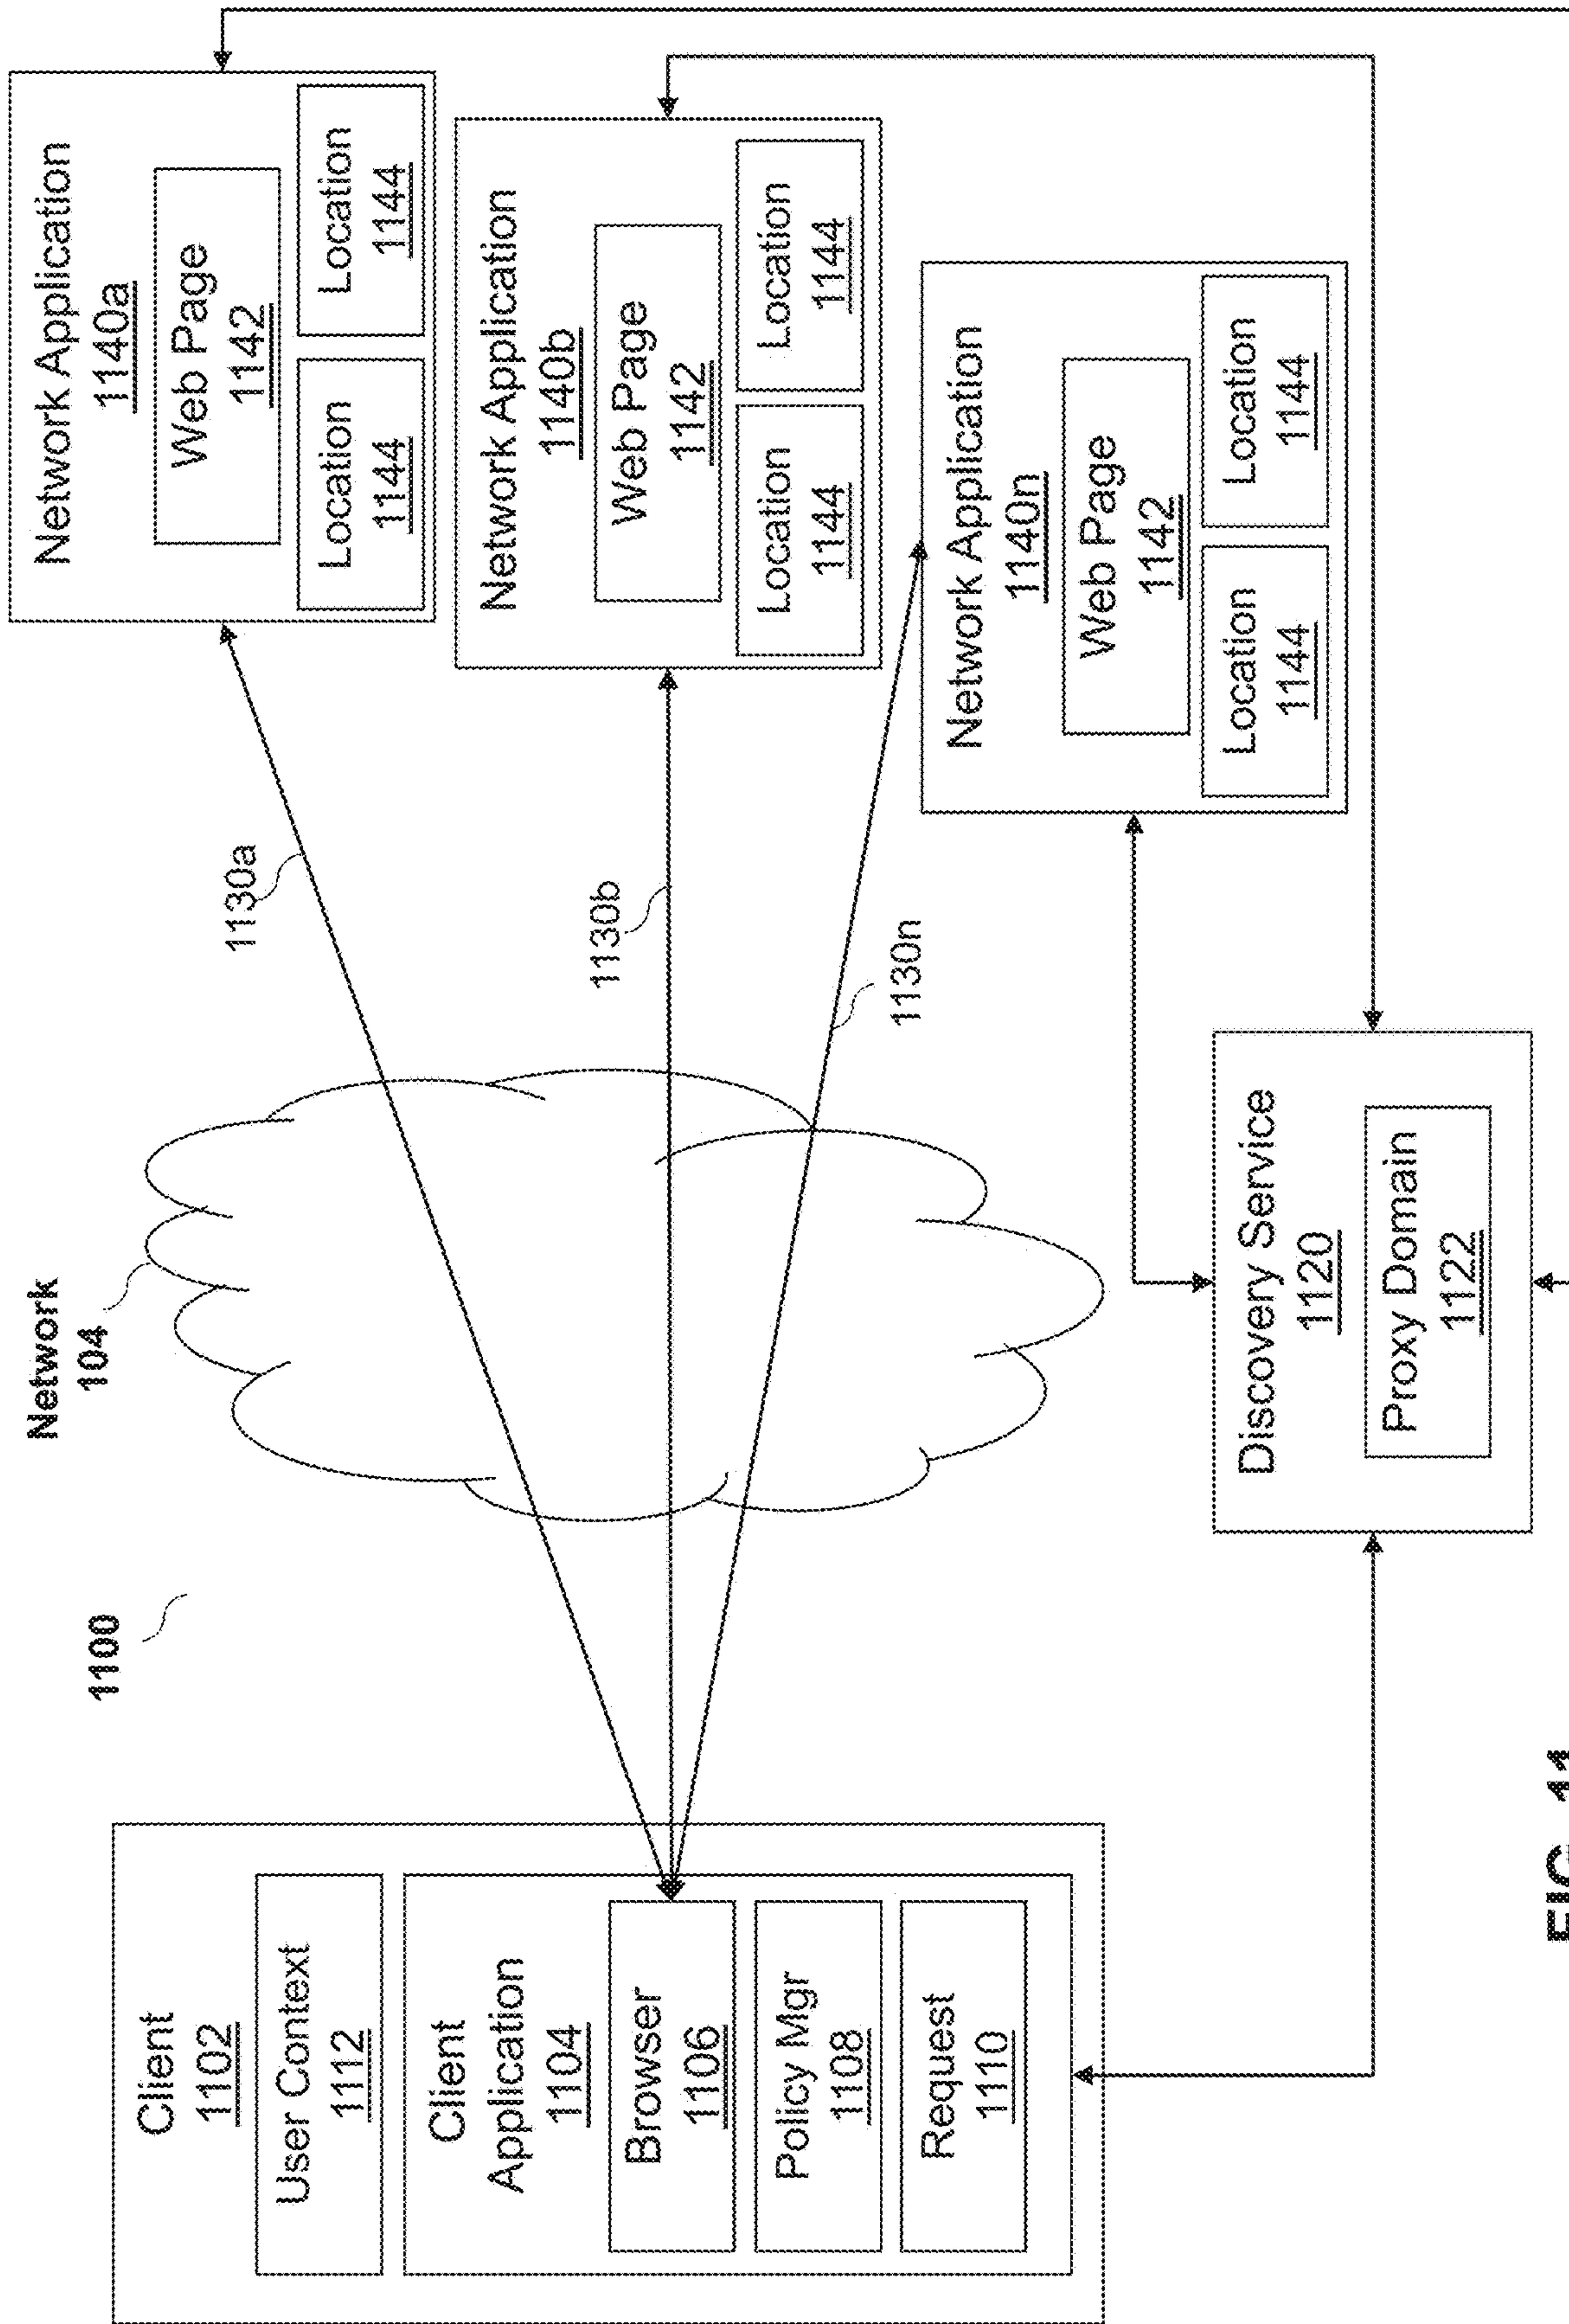 1100
Network
104
Client
1102
User Context
1112
Client
Application
1104
Browser
1106
Policy Mgr
1108
Request
1110
1130a
1130b
1130n
Network Application
1140a
Web Page
1142
Location
1144
Location
1144
Network Application
1140b
Web Page
1142
Location
1144
Location
1144
Network Application
1140n
Web Page
1142
Location
1144
Location
1144
Discovery Service
1120
Proxy Domain
1122
FIG. 11